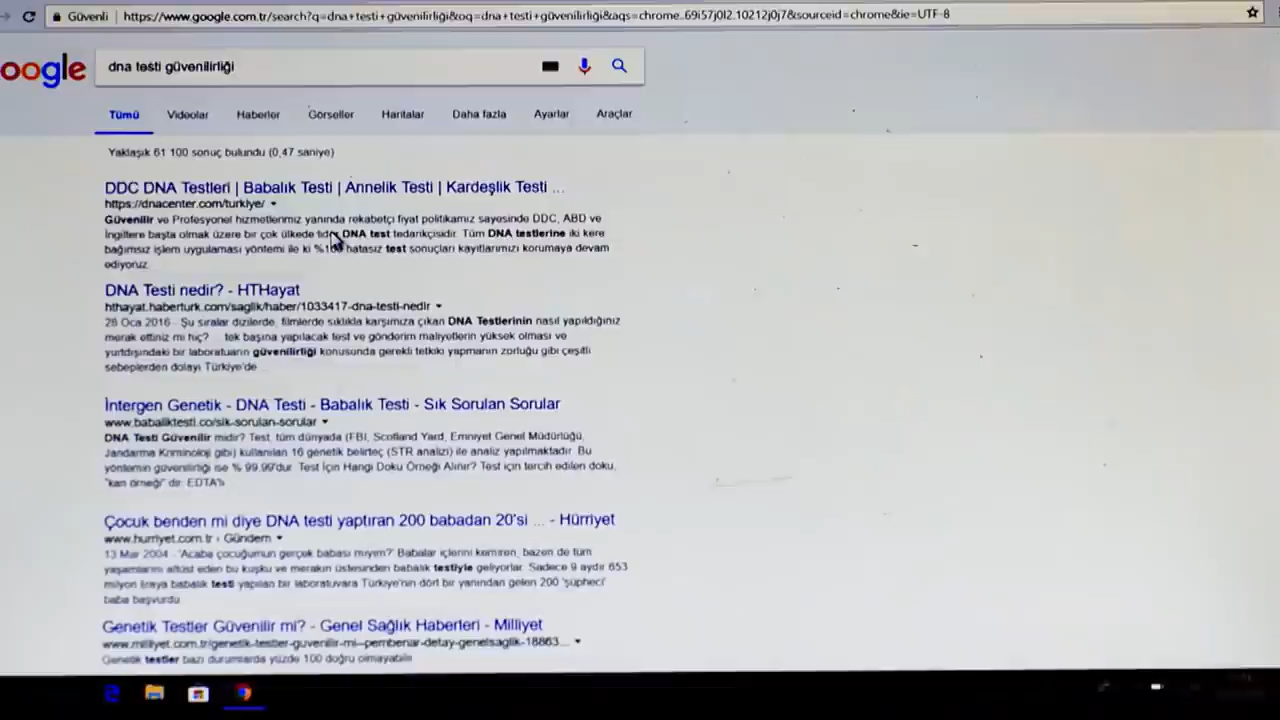 Güvenli | https://www.google.com.tr/search?q=dna+testi+güvenilirliği&oq=dna+testi+güvenilirliği&aqs=chrome..69i57j0l2.10212j0j7&sourceid=chrome&ie=UTF-8
oogle dna testi güvenilirliği
Tümü Videolar Haberler Görseller Haritalar Daha fazla Ayarlar Araçlar
Yaklaşık 61 100 sonuç bulundu (0,47 saniye)
DDC DNA Testleri | Babalık Testi | Annelik Testi | Kardeşlik Testi ...
https://dnacenter.com/turkiye/
Güvenilir ve Profesyonel hizmetlerimiz yanında rekabetçi fiyat politikamız sayesinde DDC, ABD ve
İngiltere başta olmak üzere bir çok ülkede DNA test tedarikçisidir. Tüm DNA testlerine iki kere
bağımsız işlem uygulaması yöntemi ile ki %100 hatasız test sonuçları kayıtlarımızı korumaya devam
ediyoruz.
DNA Testi nedir? - HTHayat
hthayat.haberturk.com/saglik/haber/1033417-dna-testi-nedir
28 Oca 2016 - Şu sıralar dizilerde, filmlerde sıklıkla karşımıza çıkan DNA Testlerinin nasıl yapıldığınız
merak ettiniz mi hiç? ... tek başına yapılacak test ve gönderim maliyetlerin yüksek olması ve
yurtdışındaki bir laboratuarın güvenilirliği konusunda gerekli tetkiki yapmanın zorluğu gibi çeşitli
sebeplerden dolayı Türkiye'de ...
İntergen Genetik - DNA Testi - Babalık Testi - Sık Sorulan Sorular
www.babaliktesti.co/sik-sorulan-sorular
DNA Testi Güvenilir midir? Test, tüm dünyada (FBI, Scotland Yard, Emniyet Genel Müdürlüğü,
Jandarma Kriminoloji gibi) kullanılan 16 genetik belirteç (STR analizi) ile analiz yapılmaktadır. Bu
yöntemin güvenilirliği ise % 99.99'dur. Test İçin Hangi Doku Örneği Alınır? Test için tercih edilen doku,
"kan örneği" dir. EDTA'lı
Çocuk benden mi diye DNA testi yaptıran 200 babadan 20'si ... - Hürriyet
www.hurriyet.com.tr › Gündem
13 Mar 2004 - 'Acaba çocuğumun gerçek babası mıyım?' Babalar içlerini kemiren, bazen de tüm
yaşamlarını altüst eden bu kuşku ve merakın üstesinden babalık testiyle geliyorlar. Sadece 9 aydır 653
milyon liraya babalık testi yapılan bir laboratuvara Türkiye'nin dört bir yanından gelen 200 'şüpheci'
baba başvurdu.
Genetik Testler Güvenilir mi? - Genel Sağlık Haberleri - Milliyet
www.milliyet.com.tr/genetik-testler-guvenilir-mi--pembenar-detay-genelsaglik-18863...
Genetik testler bazı durumlarda yüzde 100 doğru olmayabilir.